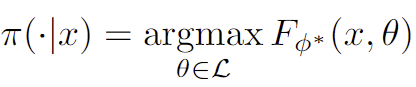 π(·|x) = argmax F_{ϕ*}(x, θ)
θ∈ℒ